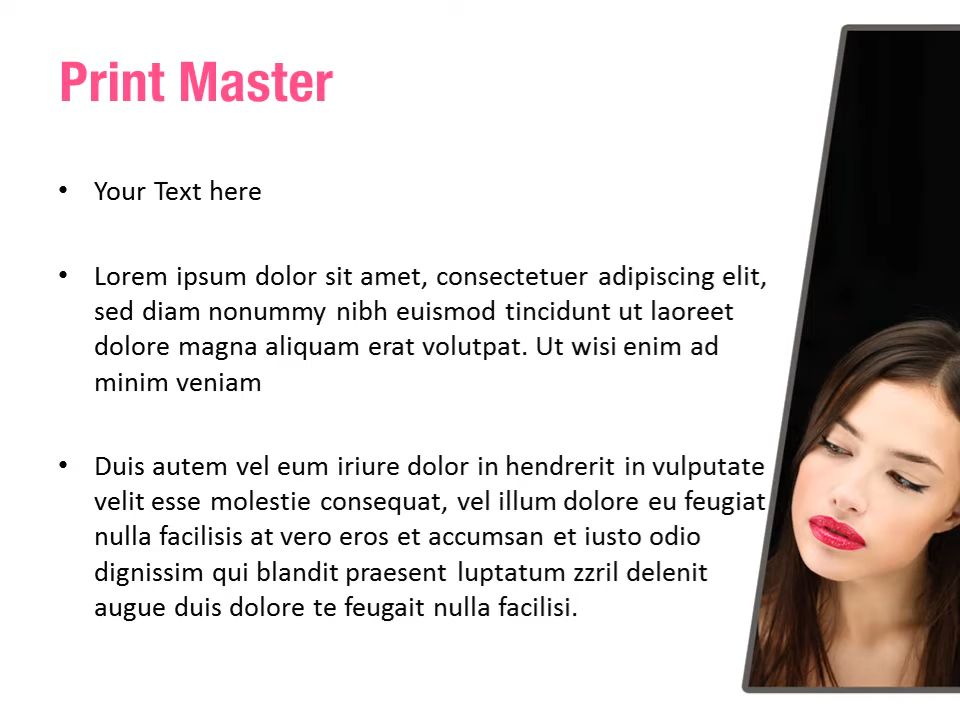 Print Master
• Your Text here
• Lorem ipsum dolor sit amet, consectetuer adipiscing elit,
sed diam nonummy nibh euismod tincidunt ut laoreet
dolore magna aliquam erat volutpat. Ut wisi enim ad
minim veniam
• Duis autem vel eum iriure dolor in hendrerit in vulputate
velit esse molestie consequat, vel illum dolore eu feugiat
nulla facilisis at vero eros et accumsan et iusto odio
dignissim qui blandit praesent luptatum zzril delenit
augue duis dolore te feugait nulla facilisi.